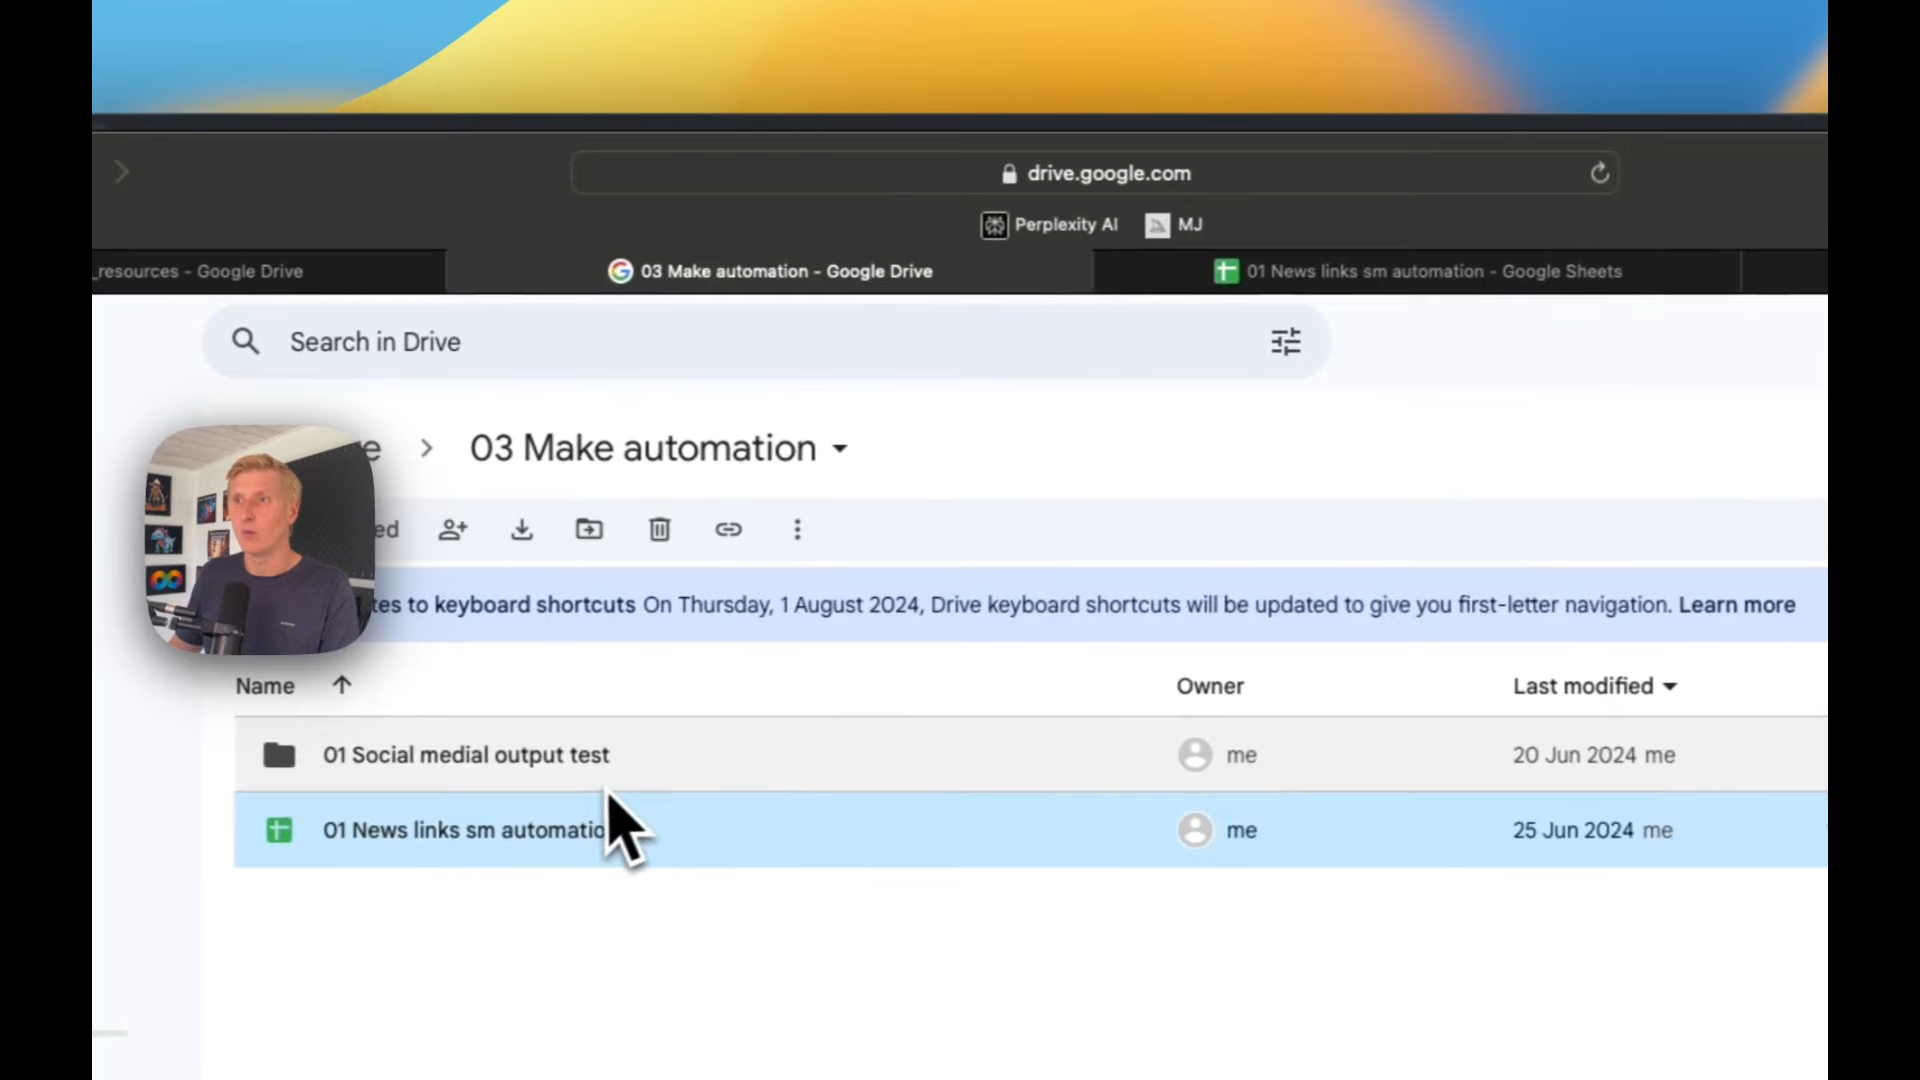 drive.google.com
Perplexity AI MJ
_resources - Google Drive 03 Make automation - Google Drive 01 News links sm automation - Google Sheets
Search in Drive
e > 03 Make automation
ed
tes to keyboard shortcuts On Thursday, 1 August 2024, Drive keyboard shortcuts will be updated to give you first-letter navigation. Learn more
Name Owner Last modified
01 Social medial output test me 20 Jun 2024 me
01 News links sm automatio me 25 Jun 2024 me